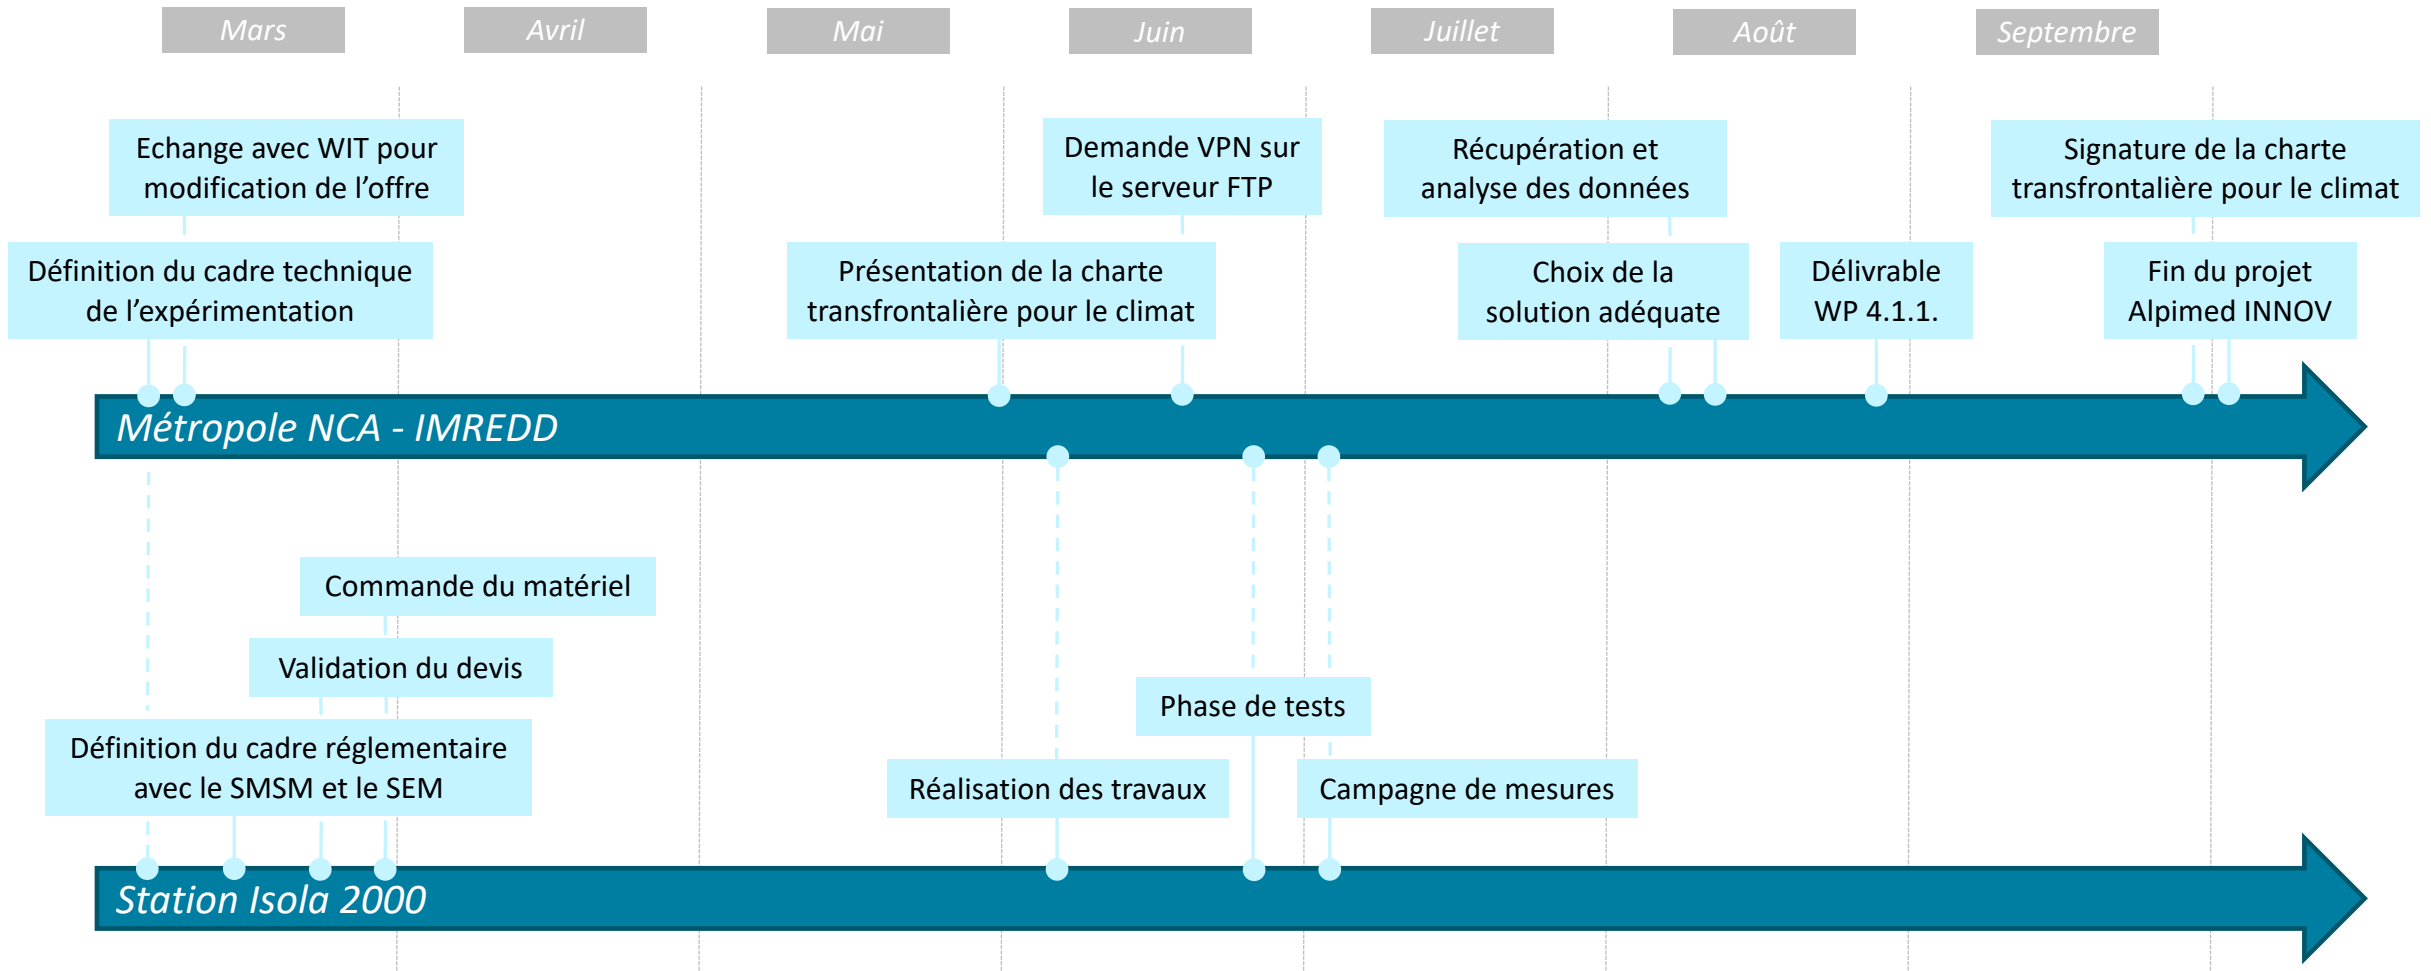 Mars
Avril
Mai
Juin
Juillet
Août
Septembre
Echange avec WIT pour
modification de l’offre
Demande VPN sur
le serveur FTP
Récupération et
analyse des données
Signature de la charte
transfrontalière pour le climat
Définition du cadre technique
de l’expérimentation
Présentation de la charte
transfrontalière pour le climat
Choix de la
solution adéquate
Délivrable
WP 4.1.1.
Fin du projet
Alpimed INNOV
Métropole NCA - IMREDD
Commande du matériel
Validation du devis
Phase de tests
Définition du cadre réglementaire
avec le SMSM et le SEM
Réalisation des travaux
Campagne de mesures
Station Isola 2000